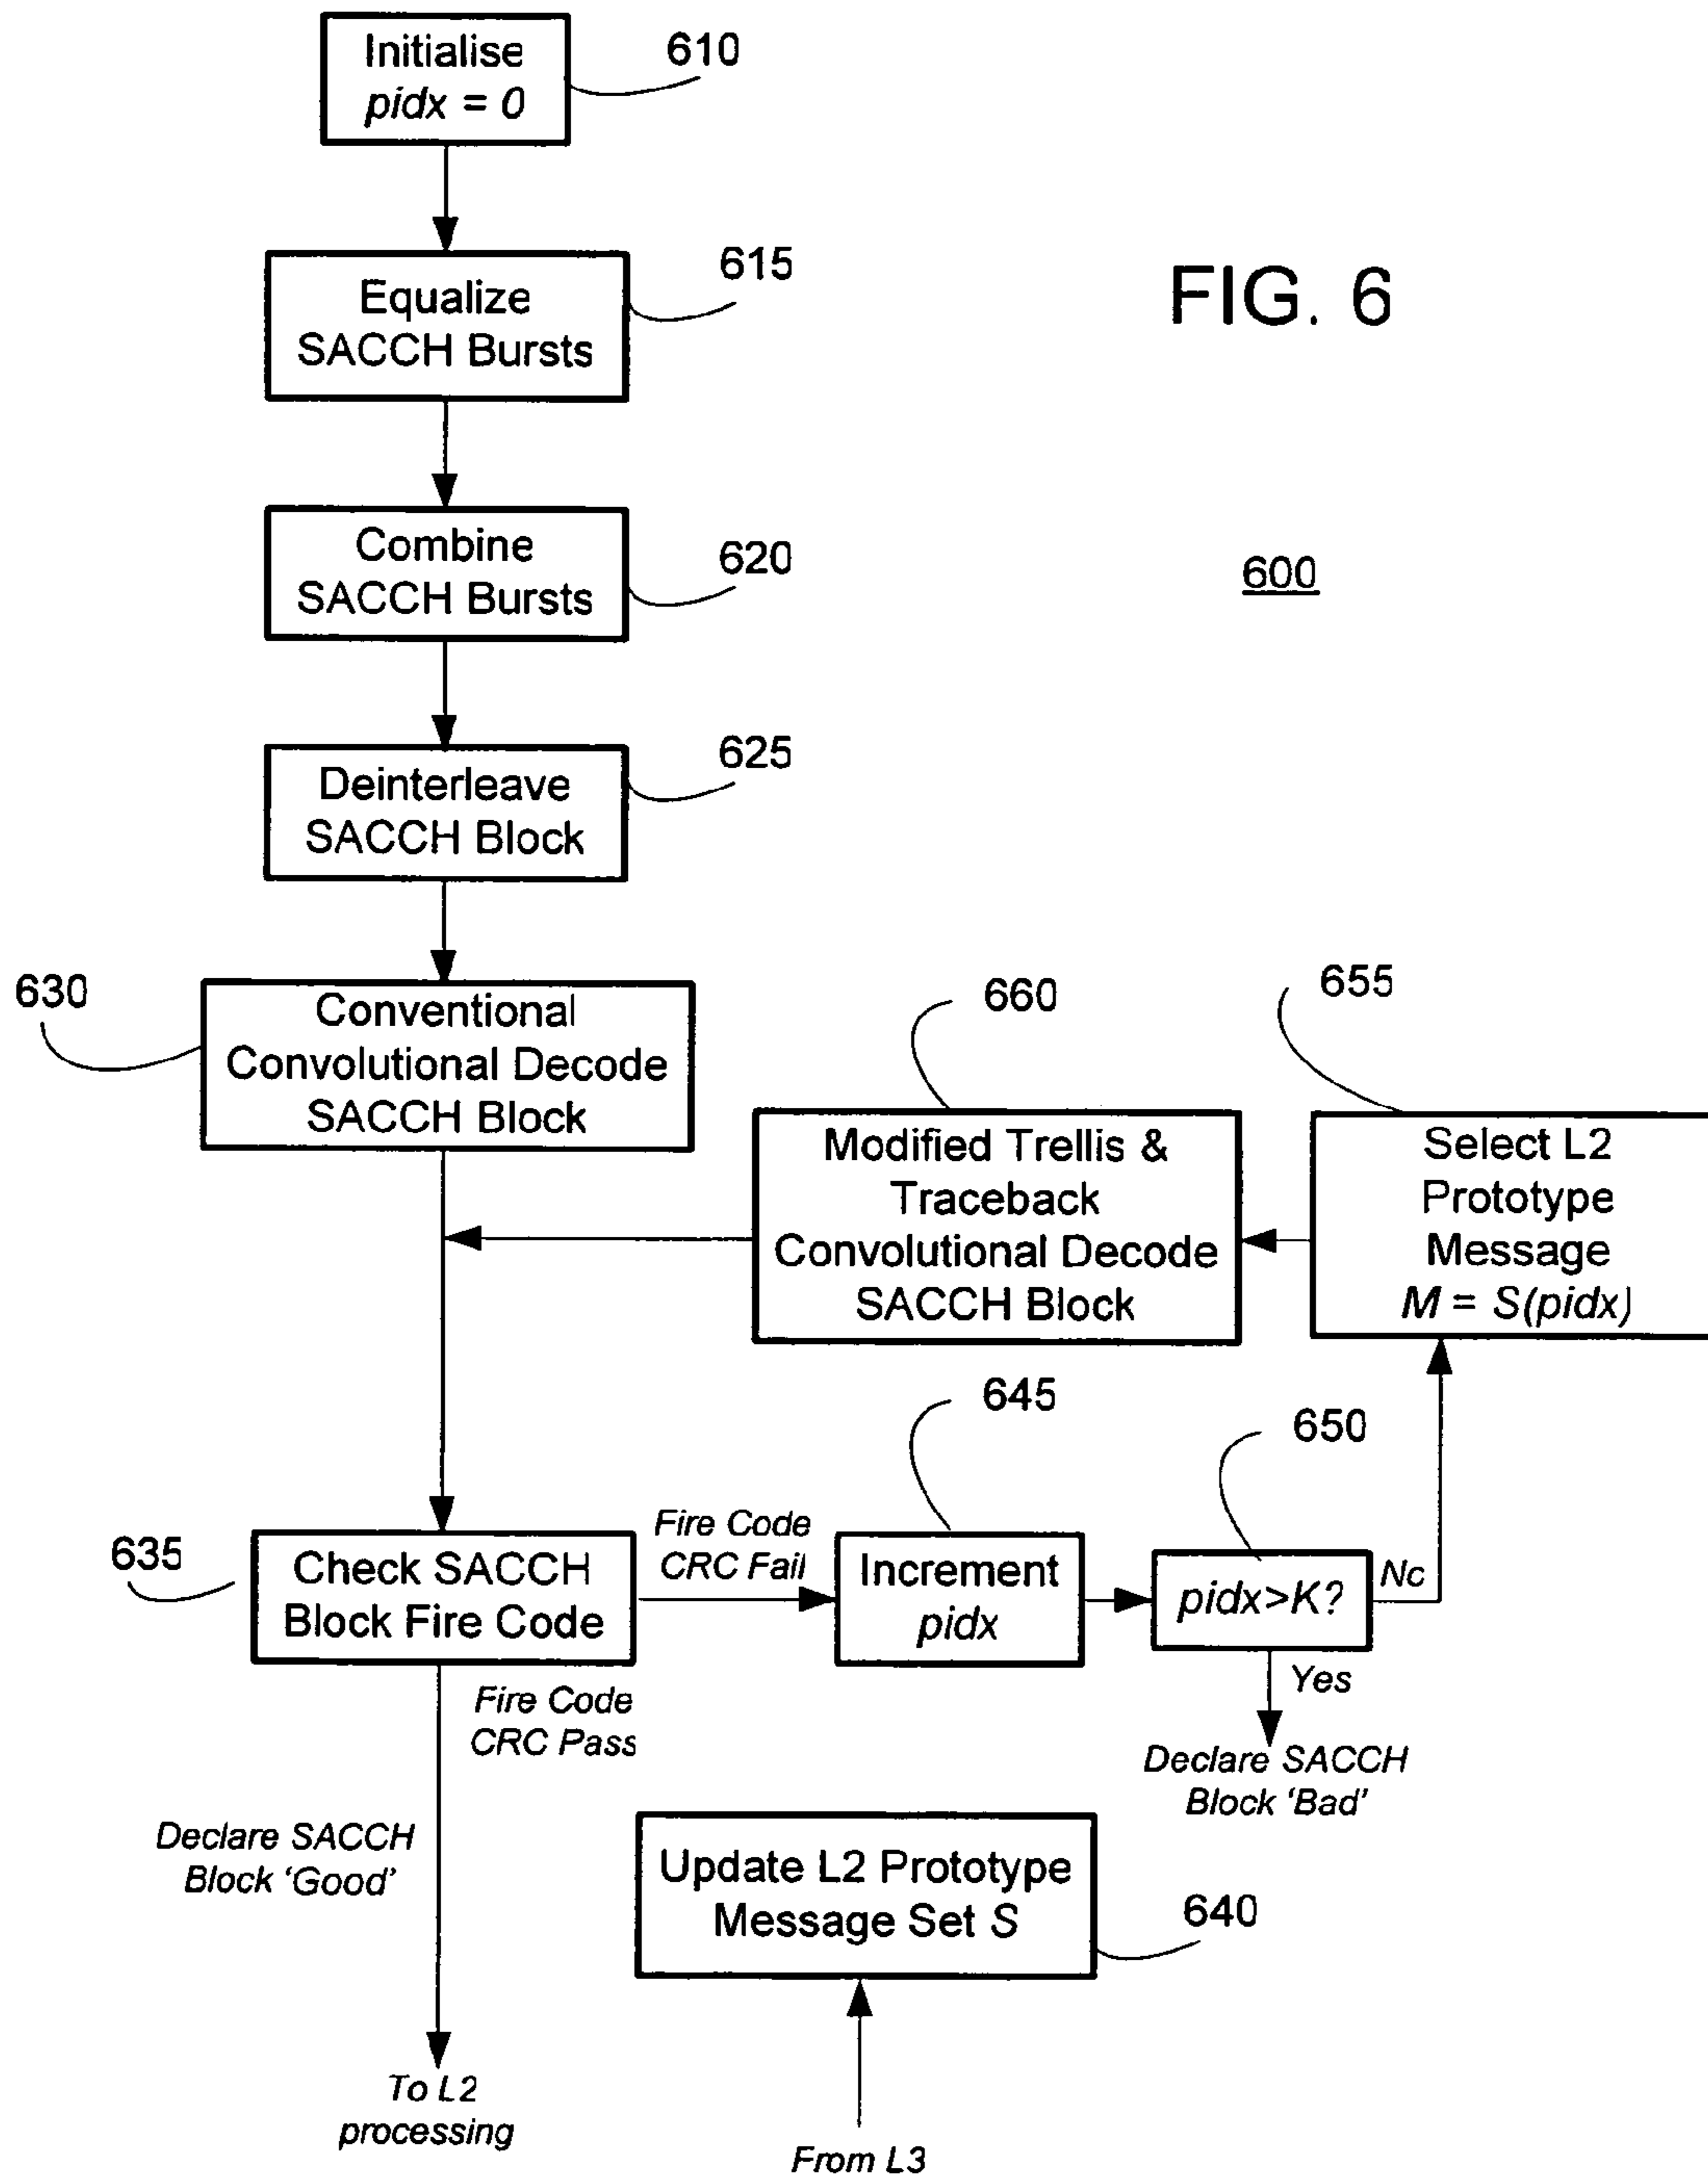 Initialise
pidx = 0
610
Equalize
SACCH Bursts
615
FIG. 6
Combine
SACCH Bursts
620
600
Deinterleave
SACCH Block
625
630
Conventional
Convolutional Decode
SACCH Block
660
655
Modified Trellis &
Traceback
Convolutional Decode
SACCH Block
Select L2
Prototype
Message
M = S(pidx)
645
650
635
Check SACCH
Block Fire Code
Fire Code
CRC Fail
Increment
pidx
pidx>K?
Nc
Fire Code
CRC Pass
Yes
Declare SACCH
Block 'Bad'
Declare SACCH
Block 'Good'
Update L2 Prototype
Message Set S
640
To L2
processing
From L3